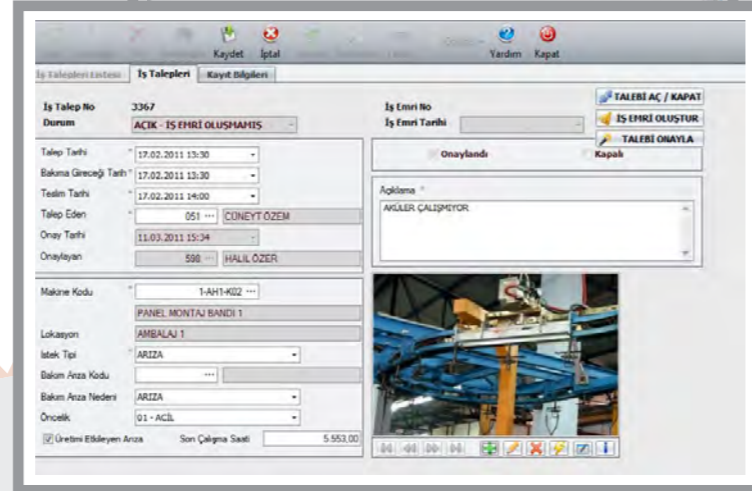 Kaydet İptal Yardım Kapat
İş Talepleri Listesi İş Talepleri Kayıt Bilgileri
İş Talep No 3367
Durum AÇIK - İŞ EMRİ OLUŞMAMIŞ
İş Emri No
İş Emri Tarihi
TALEBİ AÇ / KAPAT
İŞ EMRİ OLUŞTUR
TALEBİ ONAYLA
Talep Tarihi * 17.02.2011 13:30
Bakıma Gireceği Tarih * 17.02.2011 13:30
Teslim Tarihi * 17.02.2011 14:00
Talep Eden * 051 ... CÜNEYT ÖZEM
Onay Tarihi 11.03.2011 15:34
Onaylayan 598 ... HALİL ÖZER
Onaylandı Kapalı
Açıklama *
AKÜLER ÇALIŞMIYOR
Makine Kodu * 1-AH1-K02 ...
PANEL MONTAJ BANDI 1
Lokasyon AMBALAJ 1
İstek Tipi * ARIZA
Bakım Arıza Kodu ...
Bakım Arıza Nedeni ARIZA
Öncelik 01 - ACİL
Üretimi Etkileyen Arıza Son Çalışma Saati 5.553,00